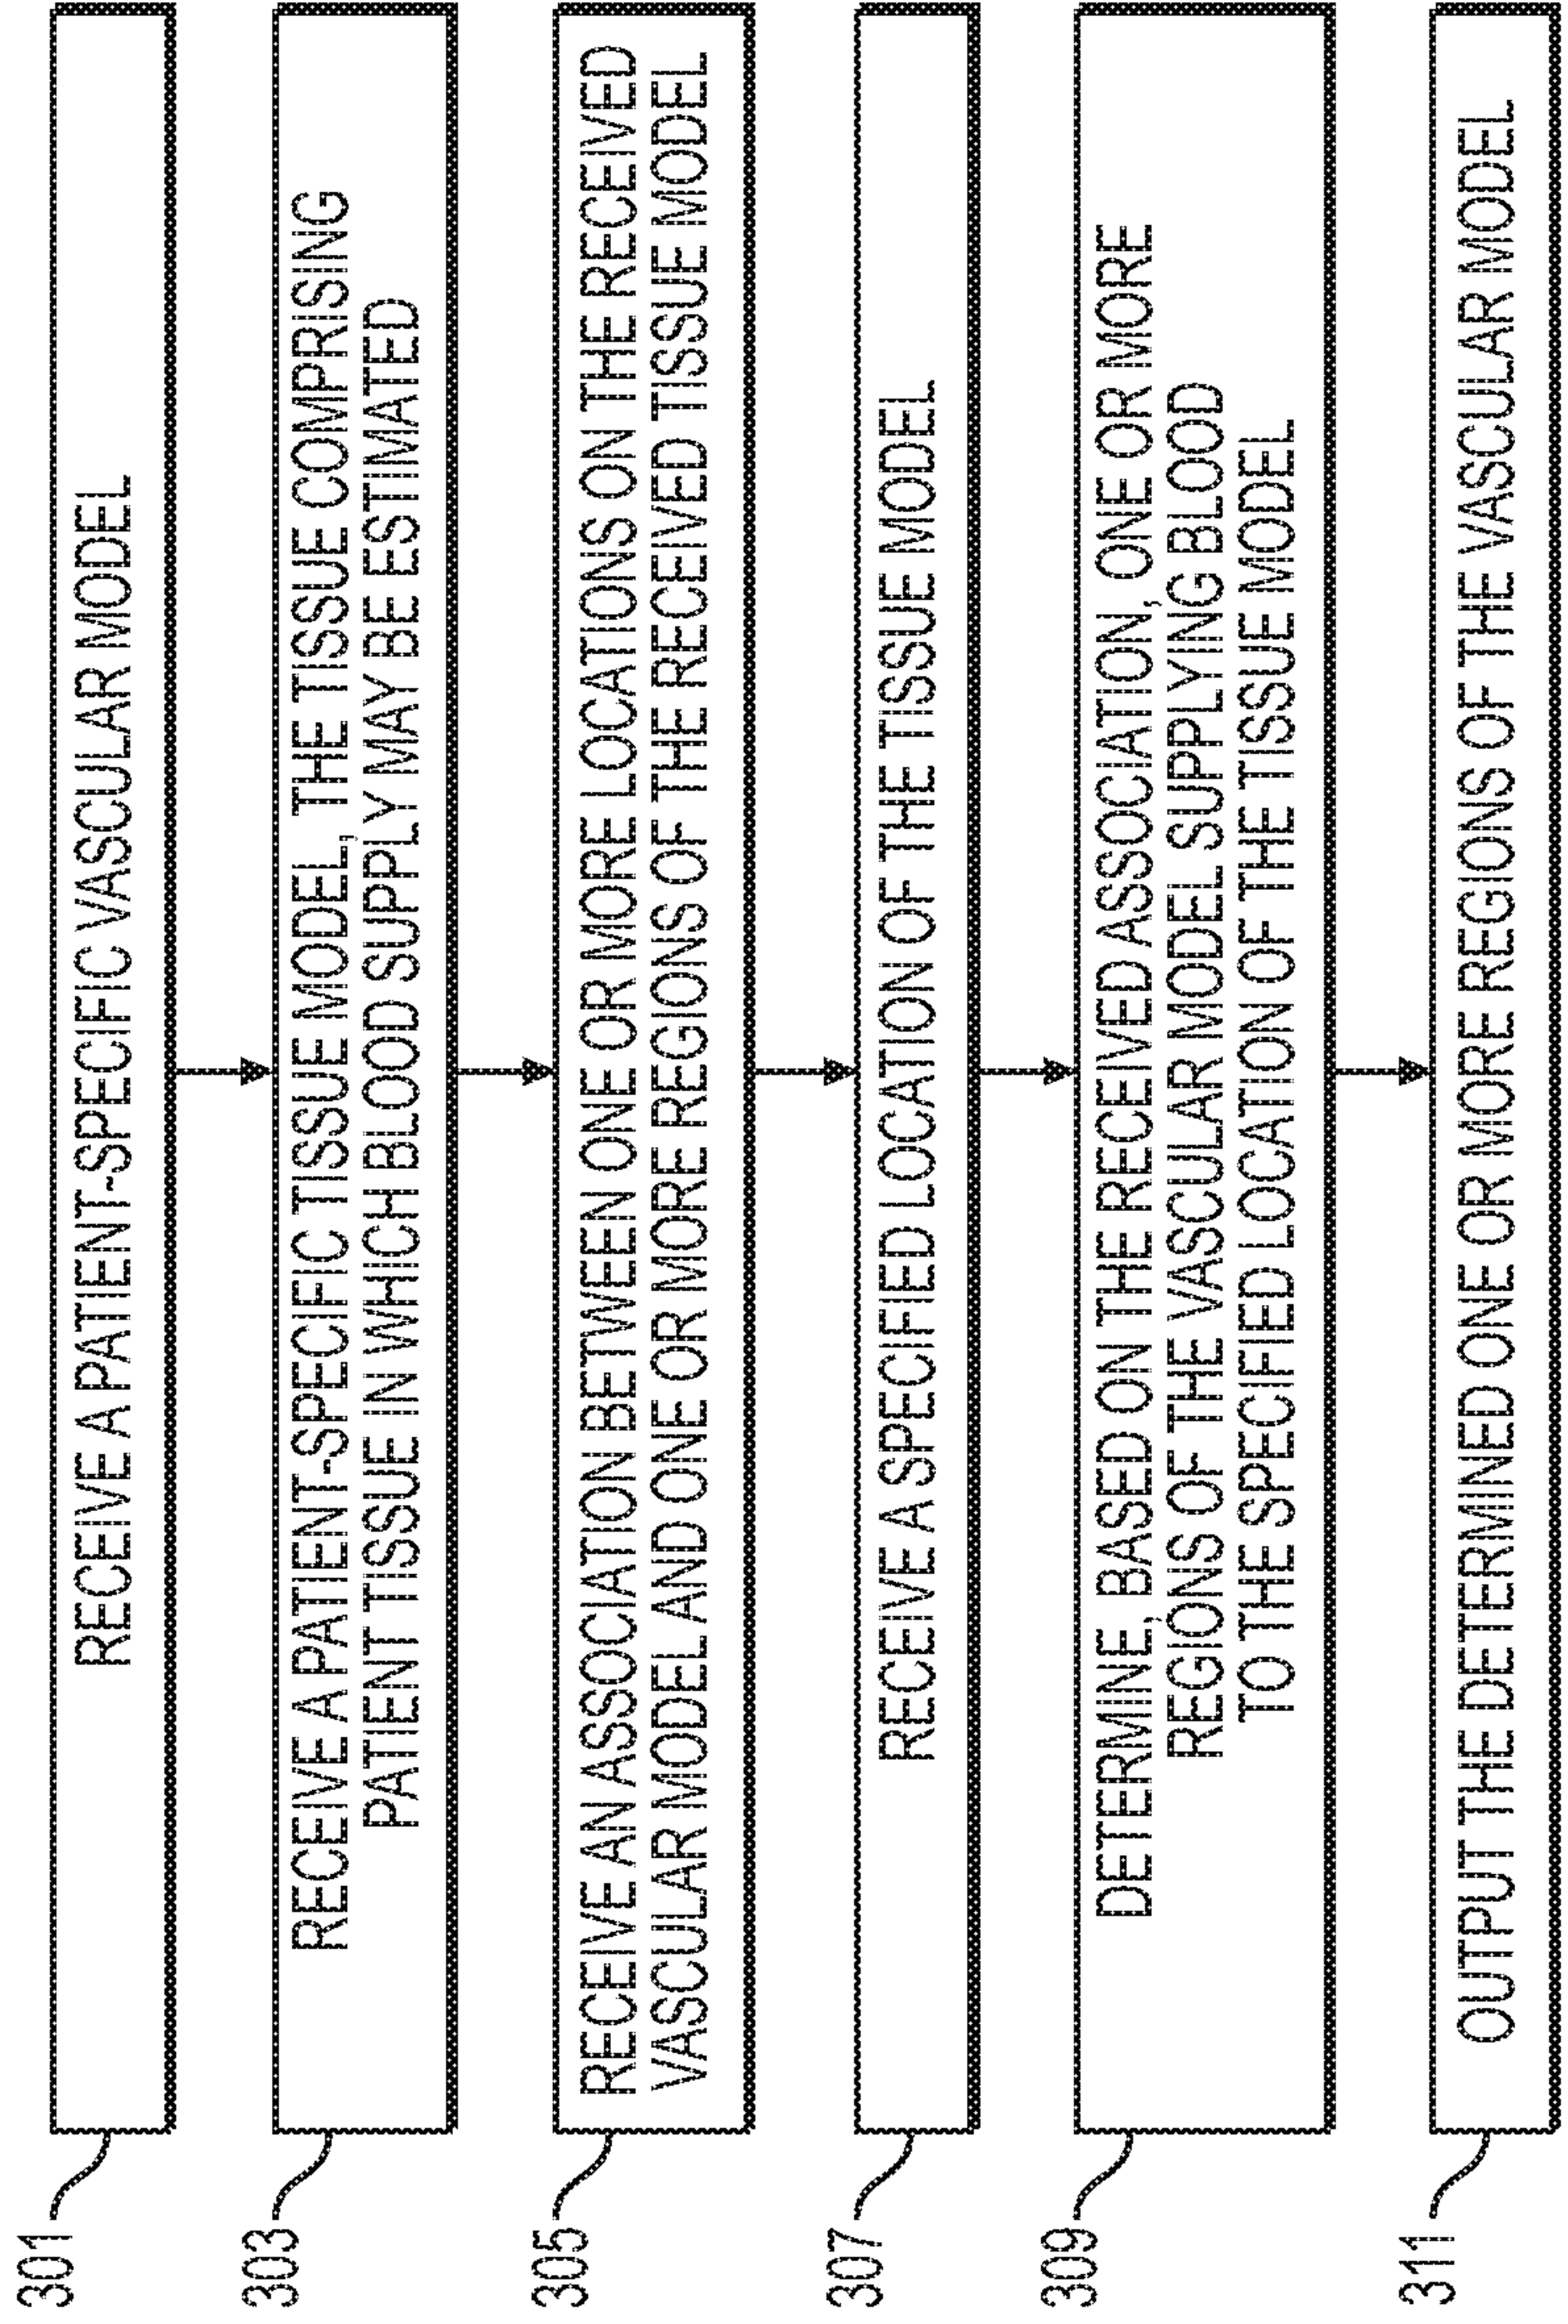 301
RECEIVE A PATIENT-SPECIFIC VASCULAR MODEL
303
RECEIVE A PATIENT-SPECIFIC TISSUE MODEL, THE TISSUE COMPRISING
PATIENT TISSUE IN WHICH BLOOD SUPPLY MAY BE ESTIMATED
305
RECEIVE AN ASSOCIATION BETWEEN ONE OR MORE LOCATIONS ON THE RECEIVED
VASCULAR MODEL AND ONE OR MORE REGIONS OF THE RECEIVED TISSUE MODEL
307
RECEIVE A SPECIFIED LOCATION OF THE TISSUE MODEL
309
DETERMINE, BASED ON THE RECEIVED ASSOCIATION, ONE OR MORE
REGIONS OF THE VASCULAR MODEL SUPPLYING BLOOD
TO THE SPECIFIED LOCATION OF THE TISSUE MODEL
311
OUTPUT THE DETERMINED ONE OR MORE REGIONS OF THE VASCULAR MODEL